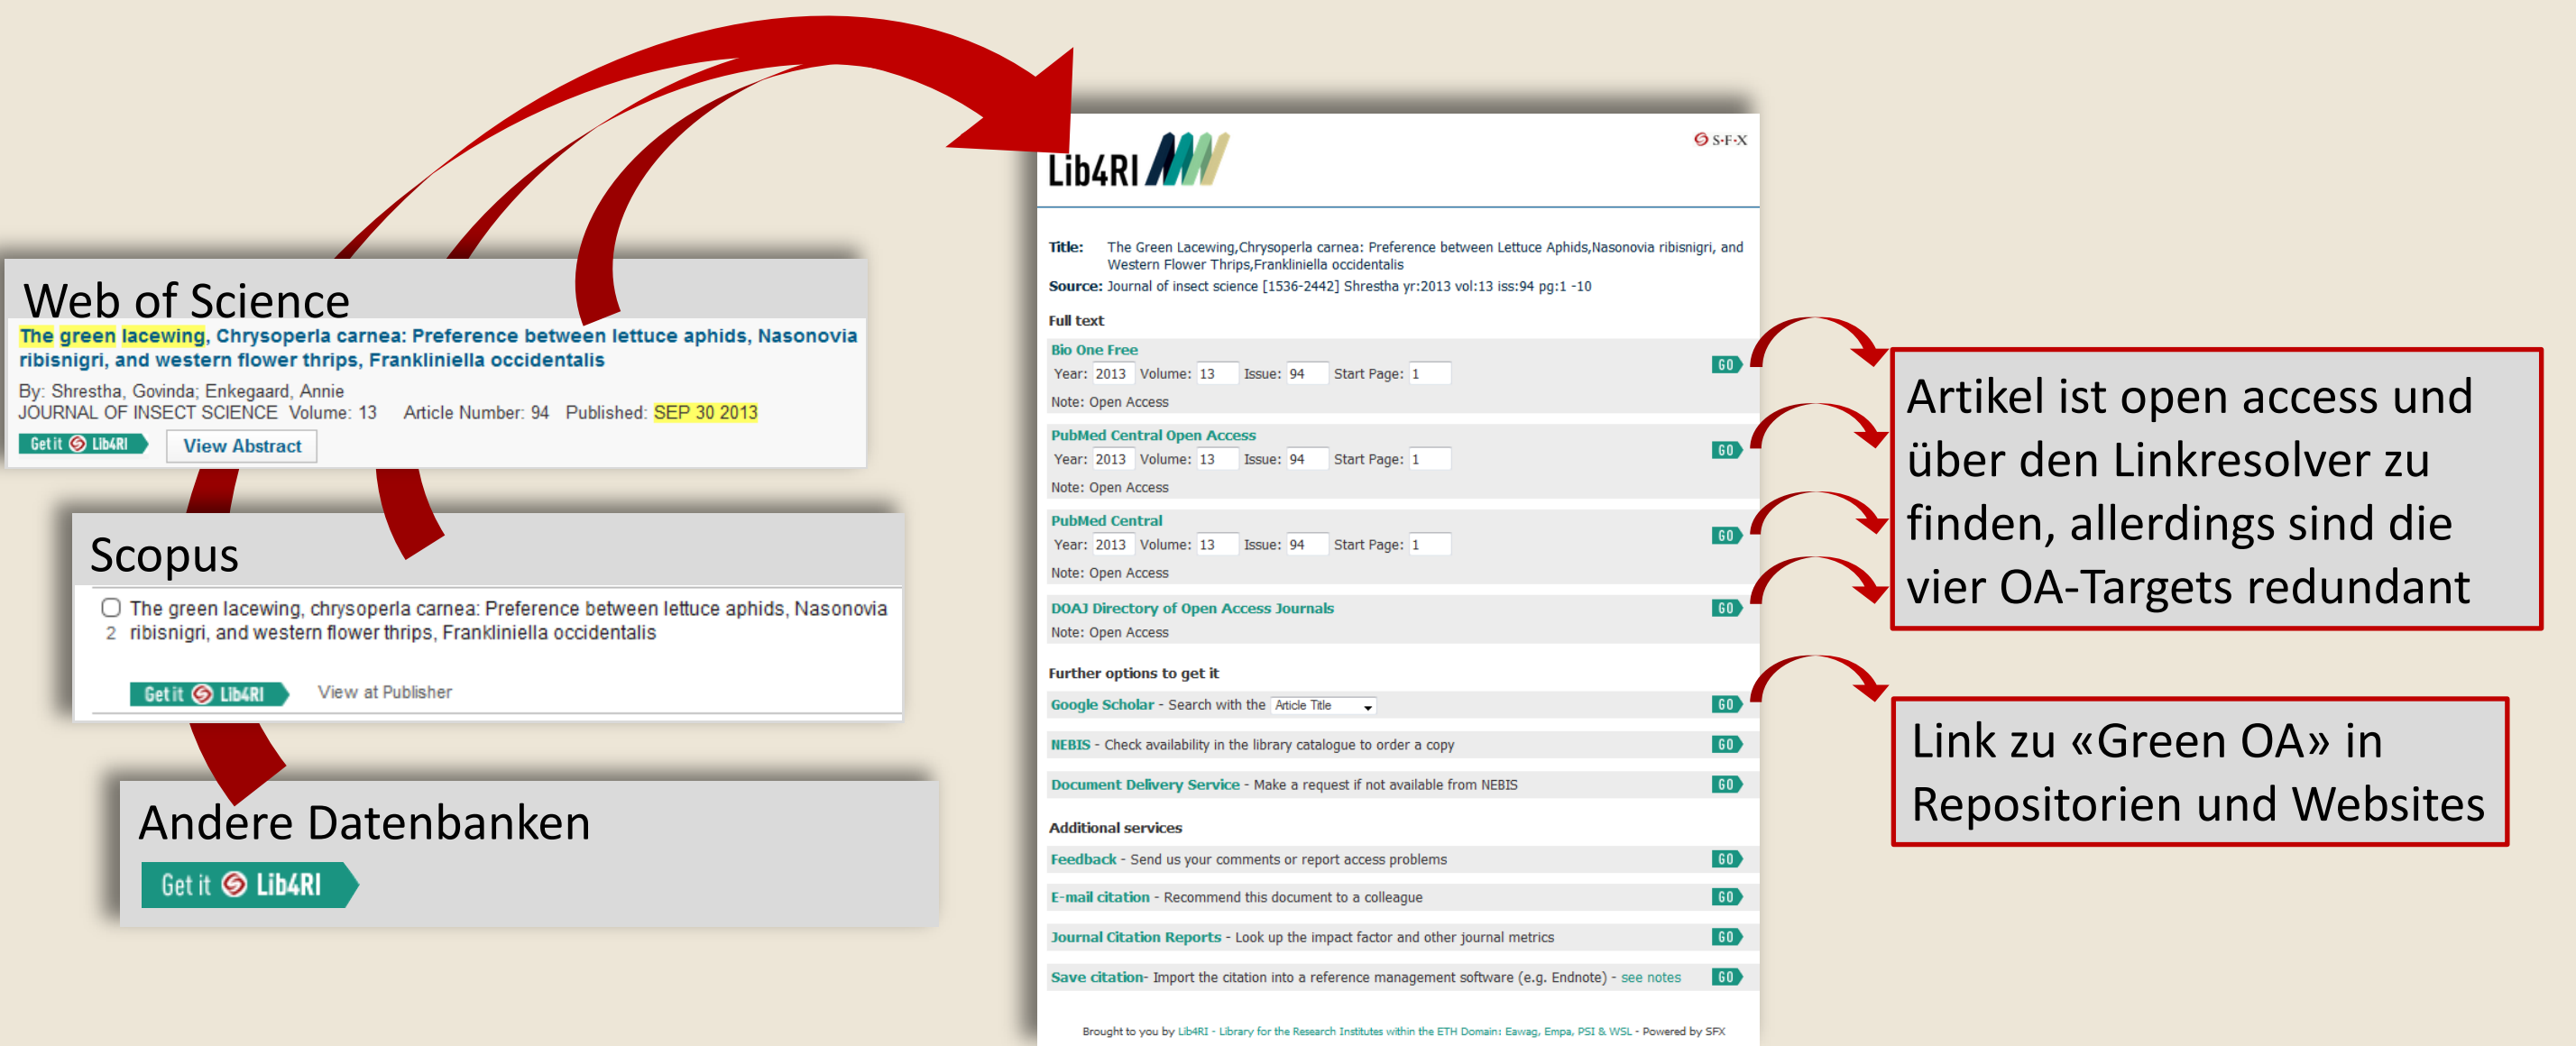 Web of Science
The green lacewing, Chrysoperla carnea: Preference between lettuce aphids, Nasonovia
ribisnigri, and western flower thrips, Frankliniella occidentalis
By: Shrestha, Govinda; Enkegaard, Annie
JOURNAL OF INSECT SCIENCE Volume: 13 Article Number: 94 Published: SEP 30 2013
Get it Lib4RI View Abstract
Scopus
The green lacewing, chrysoperla carnea: Preference between lettuce aphids, Nasonovia
2 ribisnigri, and western flower thrips, Frankliniella occidentalis
Get it Lib4RI View at Publisher
Andere Datenbanken
Get it Lib4RI
Lib4RI
S·F·X
Title: The Green Lacewing,Chrysoperla carnea: Preference between Lettuce Aphids,Nasonovia ribisnigri, and
Western Flower Thrips,Frankliniella occidentalis
Source: Journal of insect science [1536-2442] Shrestha yr:2013 vol:13 iss:94 pg:1 -10
Full text
Bio One Free
Year: 2013 Volume: 13 Issue: 94 Start Page: 1 GO
Note: Open Access
PubMed Central Open Access
Year: 2013 Volume: 13 Issue: 94 Start Page: 1 GO
Note: Open Access
PubMed Central
Year: 2013 Volume: 13 Issue: 94 Start Page: 1 GO
Note: Open Access
DOAJ Directory of Open Access Journals GO
Note: Open Access
Further options to get it
Google Scholar - Search with the Article Title GO
NEBIS - Check availability in the library catalogue to order a copy GO
Document Delivery Service - Make a request if not available from NEBIS GO
Additional services
Feedback - Send us your comments or report access problems GO
E-mail citation - Recommend this document to a colleague GO
Journal Citation Reports - Look up the impact factor and other journal metrics GO
Save citation- Import the citation into a reference management software (e.g. Endnote) - see notes GO
Brought to you by Lib4RI - Library for the Research Institutes within the ETH Domain: Eawag, Empa, PSI & WSL - Powered by SFX
Artikel ist open access und
über den Linkresolver zu
finden, allerdings sind die
vier OA-Targets redundant
Link zu «Green OA» in
Repositorien und Websites